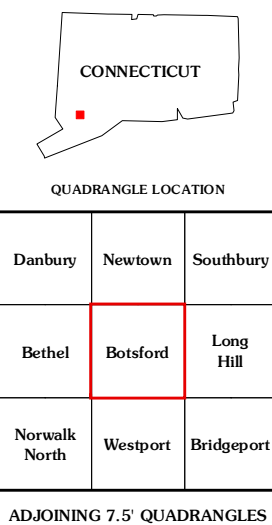 CONNECTICUT
QUADRANGLE LOCATION
Danbury
Newtown
Southbury
Bethel
Botsford
Long
Hill
Norwalk
North
Westport
Bridgeport
ADJOINING 7.5' QUADRANGLES